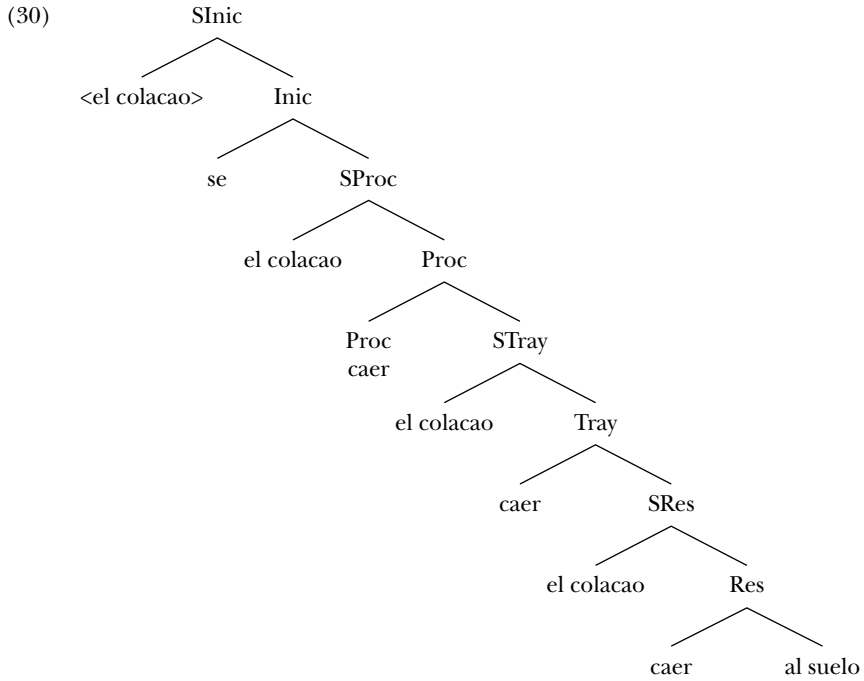 (30) SInic
<el colacao> Inic
se SProc
el colacao Proc
Proc STray
caer
el colacao Tray
caer SRes
el colacao Res
caer al suelo